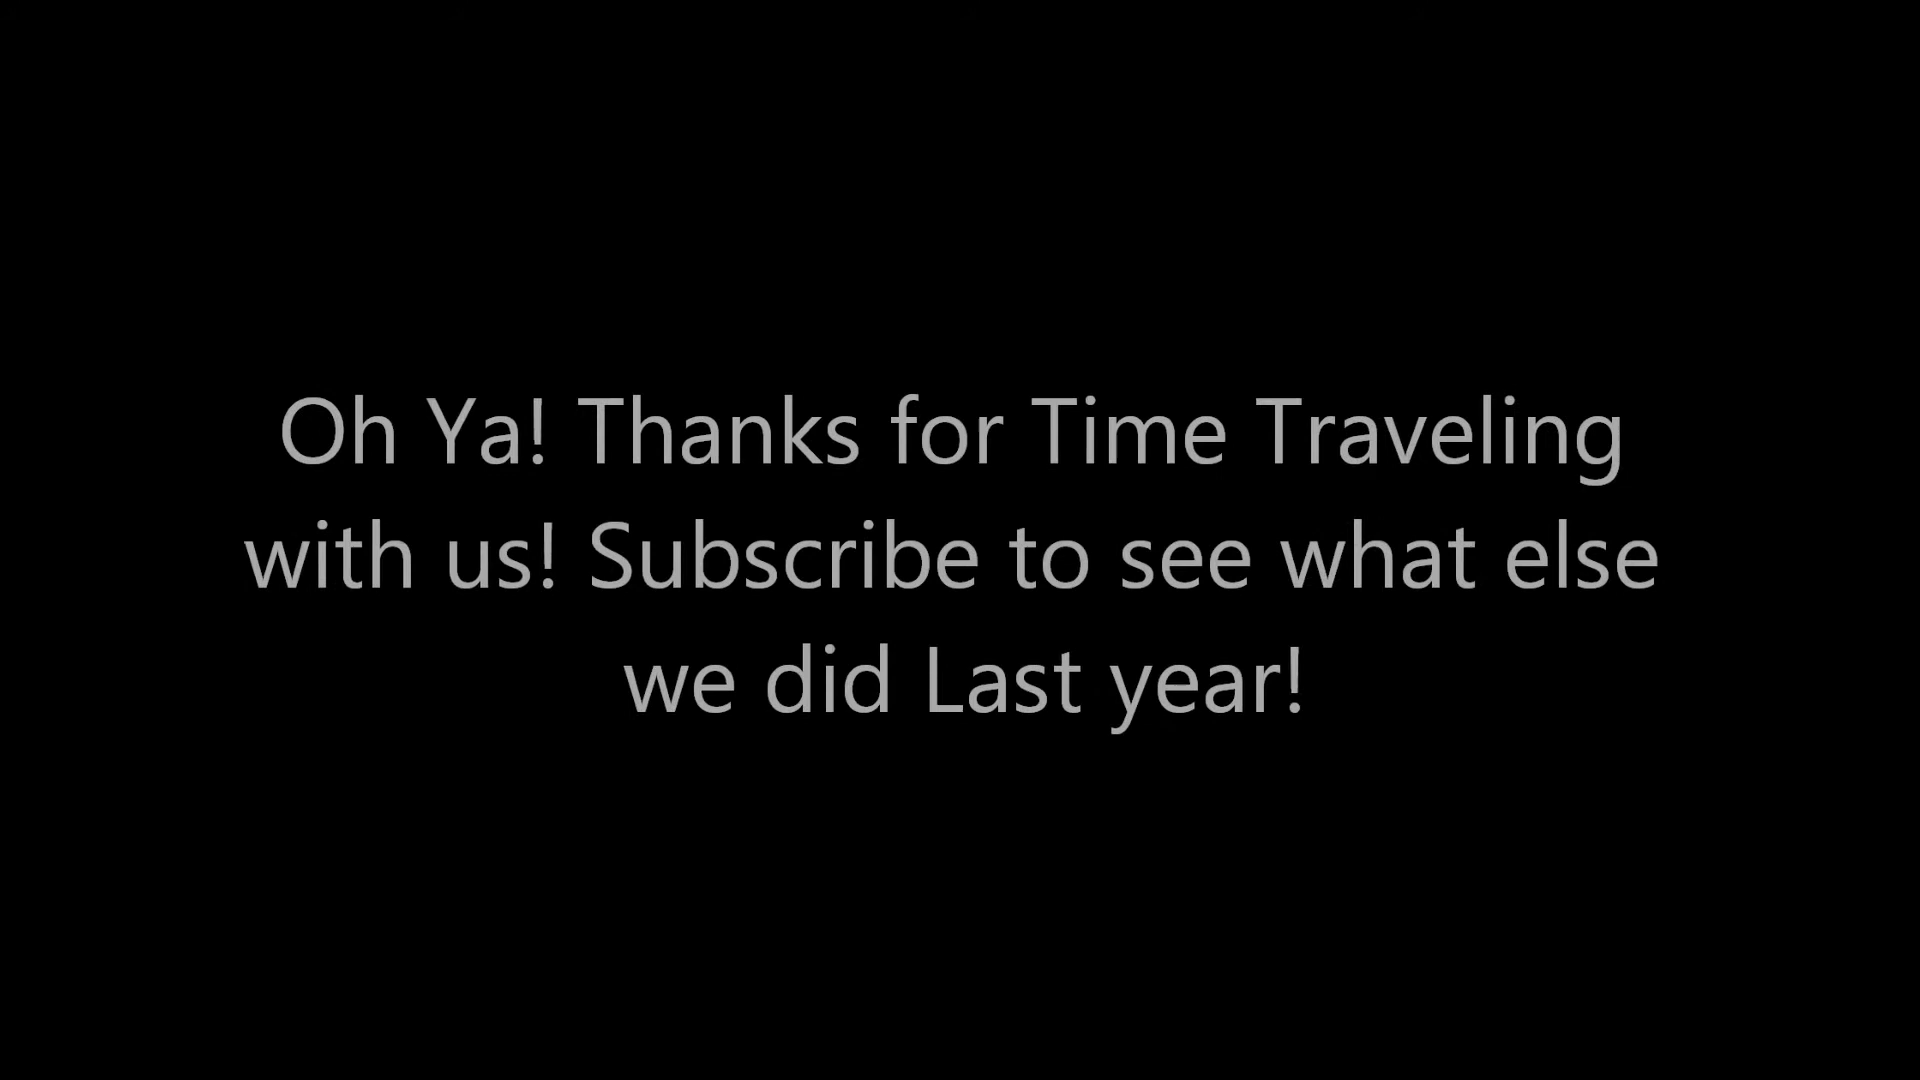 Oh Ya! Thanks for Time Traveling
with us! Subscribe to see what else
we did Last year!